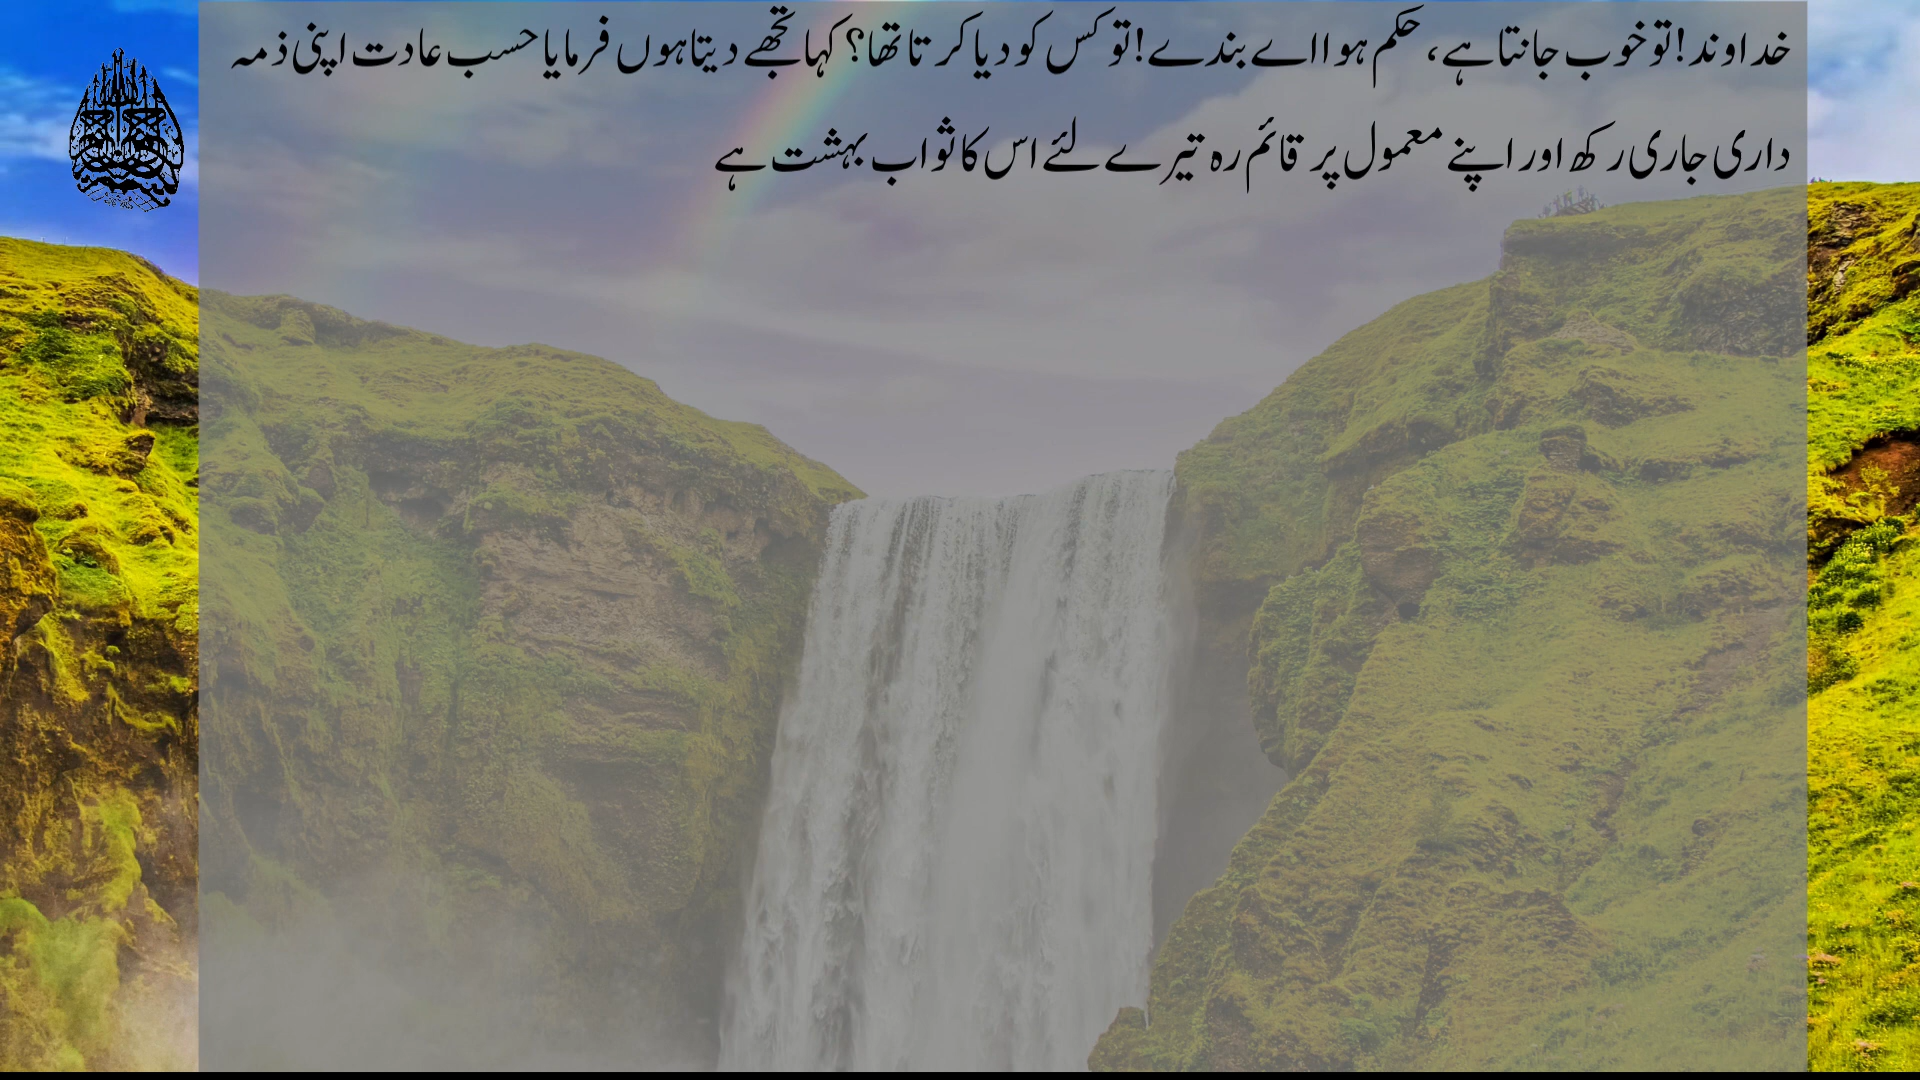 خداوند! تو خوب جانتا ہے، حکم ہوا اے بندے! تو کس کو دیا کرتا تھا؟ کہا تجھے دیتا ہوں فرمایا حسب عادت اپنی ذمہ
داری جاری رکھ اور اپنے معمول پر قائم رہ تیرے لئے اس کا ثواب بہشت ہے